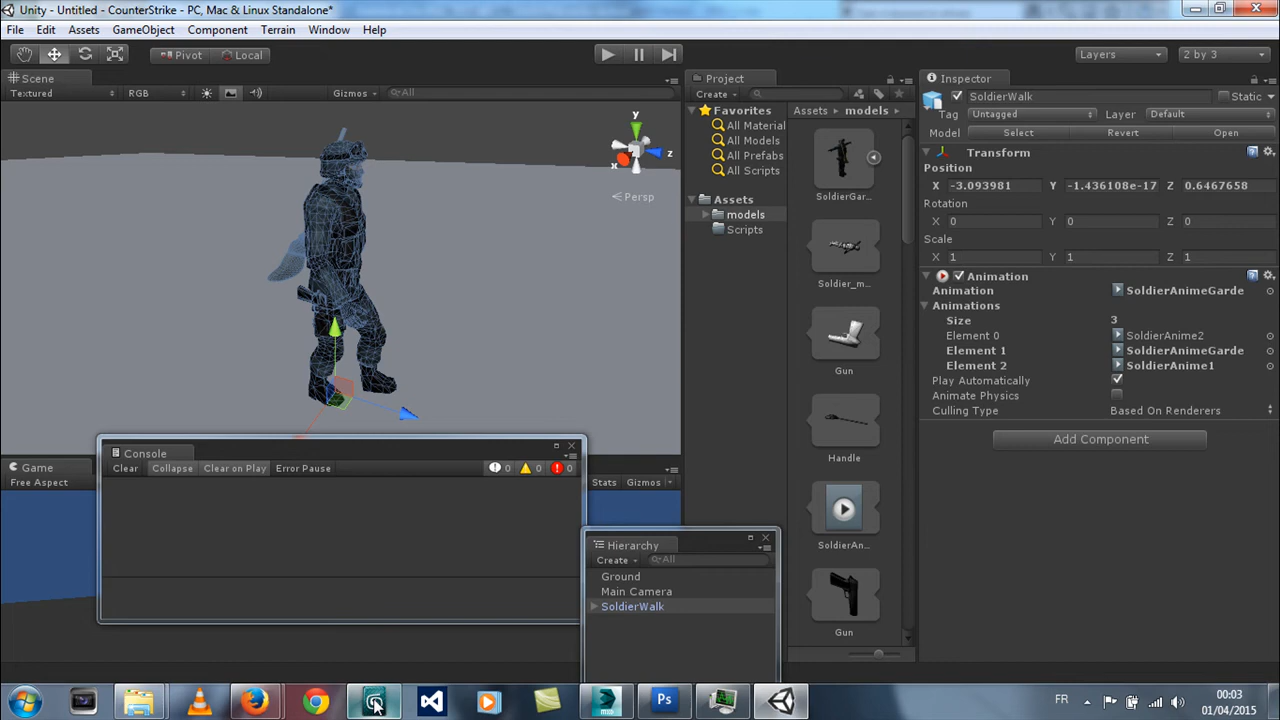 Unity - Untitled - CounterStrike - PC, Mac & Linux Standalone*
File Edit Assets GameObject Component Terrain Window Help
Pivot Local Layers 2 by 3
Scene
Textured RGB Gizmos All
y
x z
Persp
Project
Create
Favorites
All Material
All Models
All Prefabs
All Scripts
Assets
models
Scripts
Assets models
SoldierGar...
Soldier_m...
Gun
Handle
SoldierAn...
Gun
Inspector
SoldierWalk Static
Tag Untagged Layer Default
Model Select Revert Open
Transform
Position
X -3.093981 Y -1.436108e-17 Z 0.6467658
Rotation
X 0 Y 0 Z 0
Scale
X 1 Y 1 Z 1
Animation
Animation SoldierAnimeGarde
Animations
Size 3
Element 0 SoldierAnime2
Element 1 SoldierAnimeGarde
Element 2 SoldierAnime1
Play Automatically
Animate Physics
Culling Type Based On Renderers
Add Component
Game
Free Aspect Stats Gizmos
Console
Clear Collapse Clear on Play Error Pause 0 0 0
Hierarchy
Create All
Ground
Main Camera
SoldierWalk
Ps
FR 00:03
01/04/2015